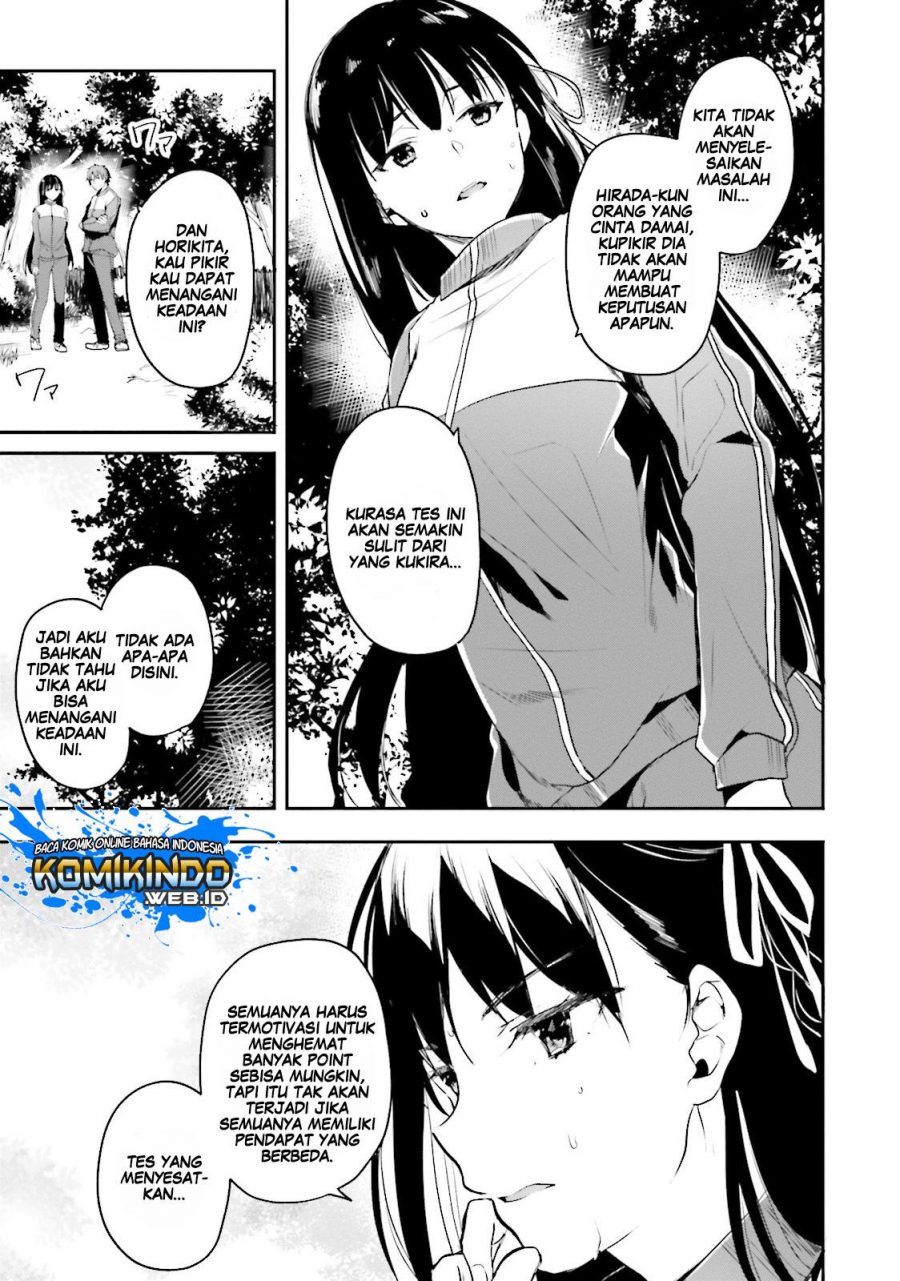 KITA TIDAK
AKAN
MENYELE-
SAIKAN
MASALAH
INI...
HIRADA-KUN
ORANG YANG
CINTA DAMAI,
KUPIKIR DIA
TIDAK AKAN
MAMPU
MEMBUAT
KEPUTUSAN
APAPUN.
KURASA TES INI
AKAN SEMAKIN
SULIT DARI
YANG KUKIRA...
ワァ
DAN
HORIKITA,
KAU PIKIR
KAU DAPAT
MENANGANI
KEADAAN
INI?
ワァ
TIDAK ADA
APA-APA
DISINI.
JADI AKU
BAHKAN
TIDAK TAHU
JIKA AKU
BISA
MENANGANI
KEADAAN
INI.
BACA KOMIK ONLINE BAHASA INDONESIA
KOMIKINDO
WEB.ID
SEMUANYA HARUS
TERMOTIVASI UNTUK
MENGHEMAT
BANYAK POINT
SEBISA MUNGKIN,
TAPI ITU TAK AKAN
TERJADI JIKA
SEMUANYA MEMILIKI
PENDAPAT YANG
BERBEDA.
TES YANG
MENYESAT-
KAN...